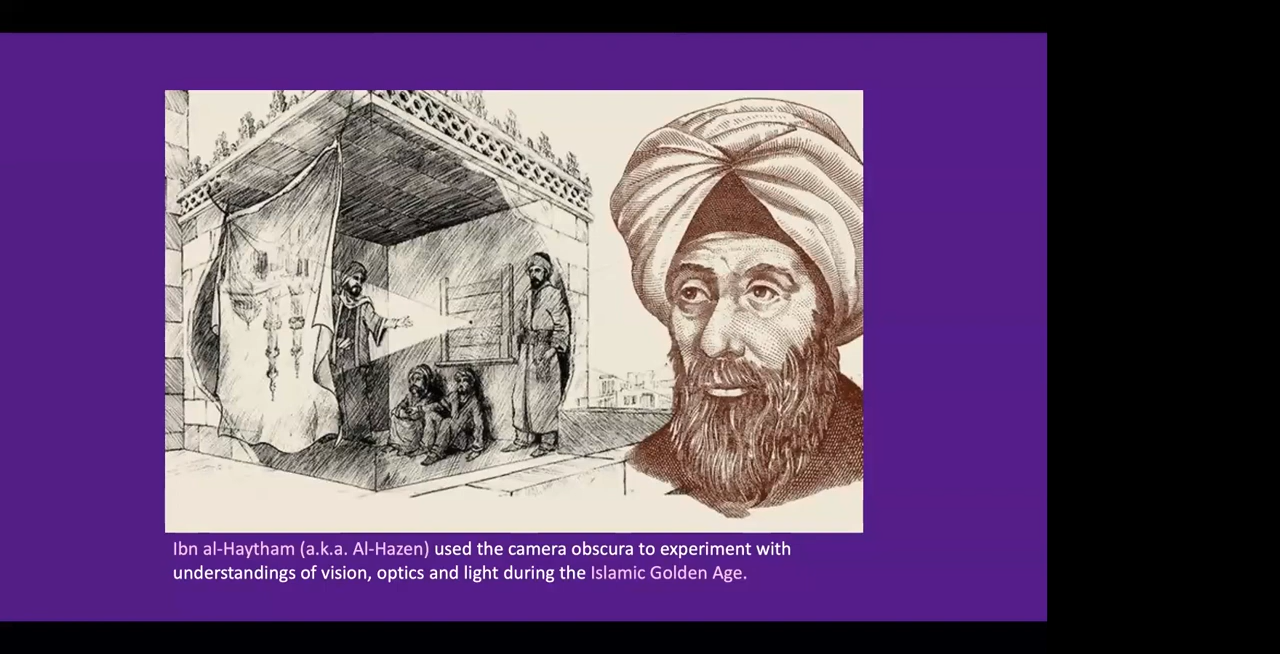 Ibn al-Haytham (a.k.a. Al-Hazen) used the camera obscura to experiment with
understandings of vision, optics and light during the Islamic Golden Age.